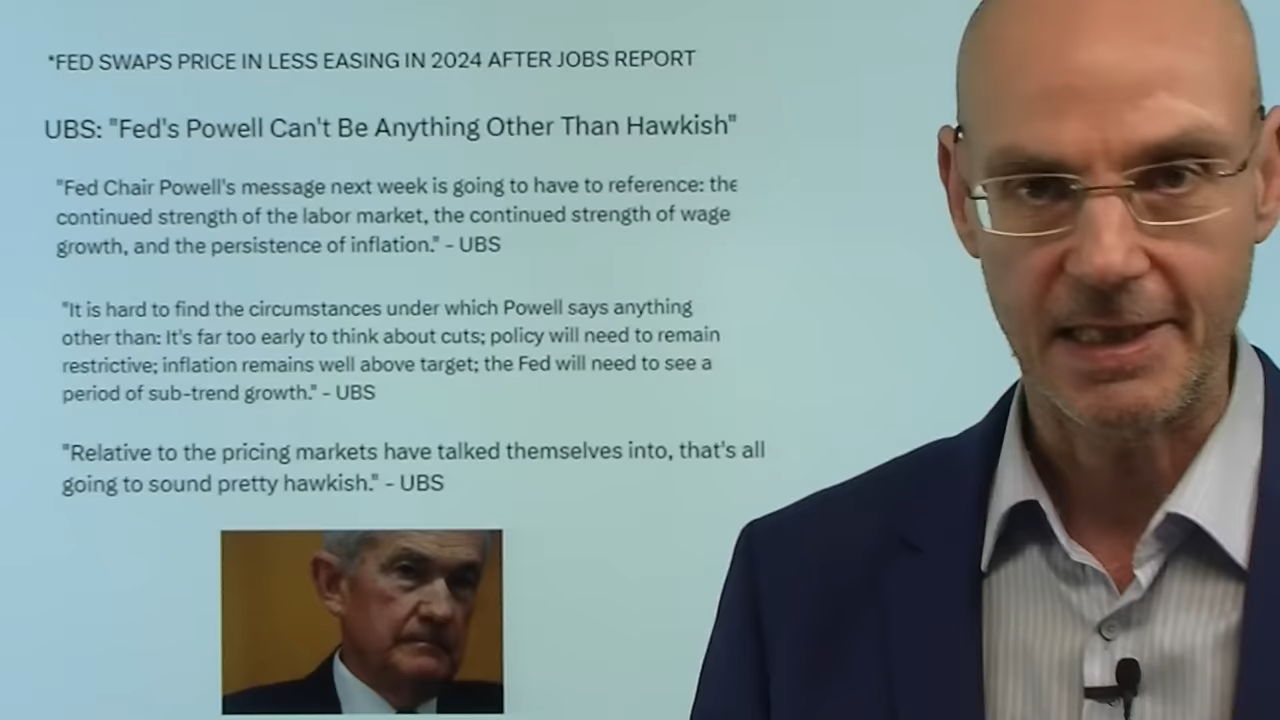 *FED SWAPS PRICE IN LESS EASING IN 2024 AFTER JOBS REPORT
UBS: "Fed's Powell Can't Be Anything Other Than Hawkish"
"Fed Chair Powell's message next week is going to have to reference: the
continued strength of the labor market, the continued strength of wage
growth, and the persistence of inflation." - UBS
"It is hard to find the circumstances under which Powell says anything
other than: It's far too early to think about cuts; policy will need to remain
restrictive; inflation remains well above target; the Fed will need to see a
period of sub-trend growth." - UBS
"Relative to the pricing markets have talked themselves into, that's all
going to sound pretty hawkish." - UBS